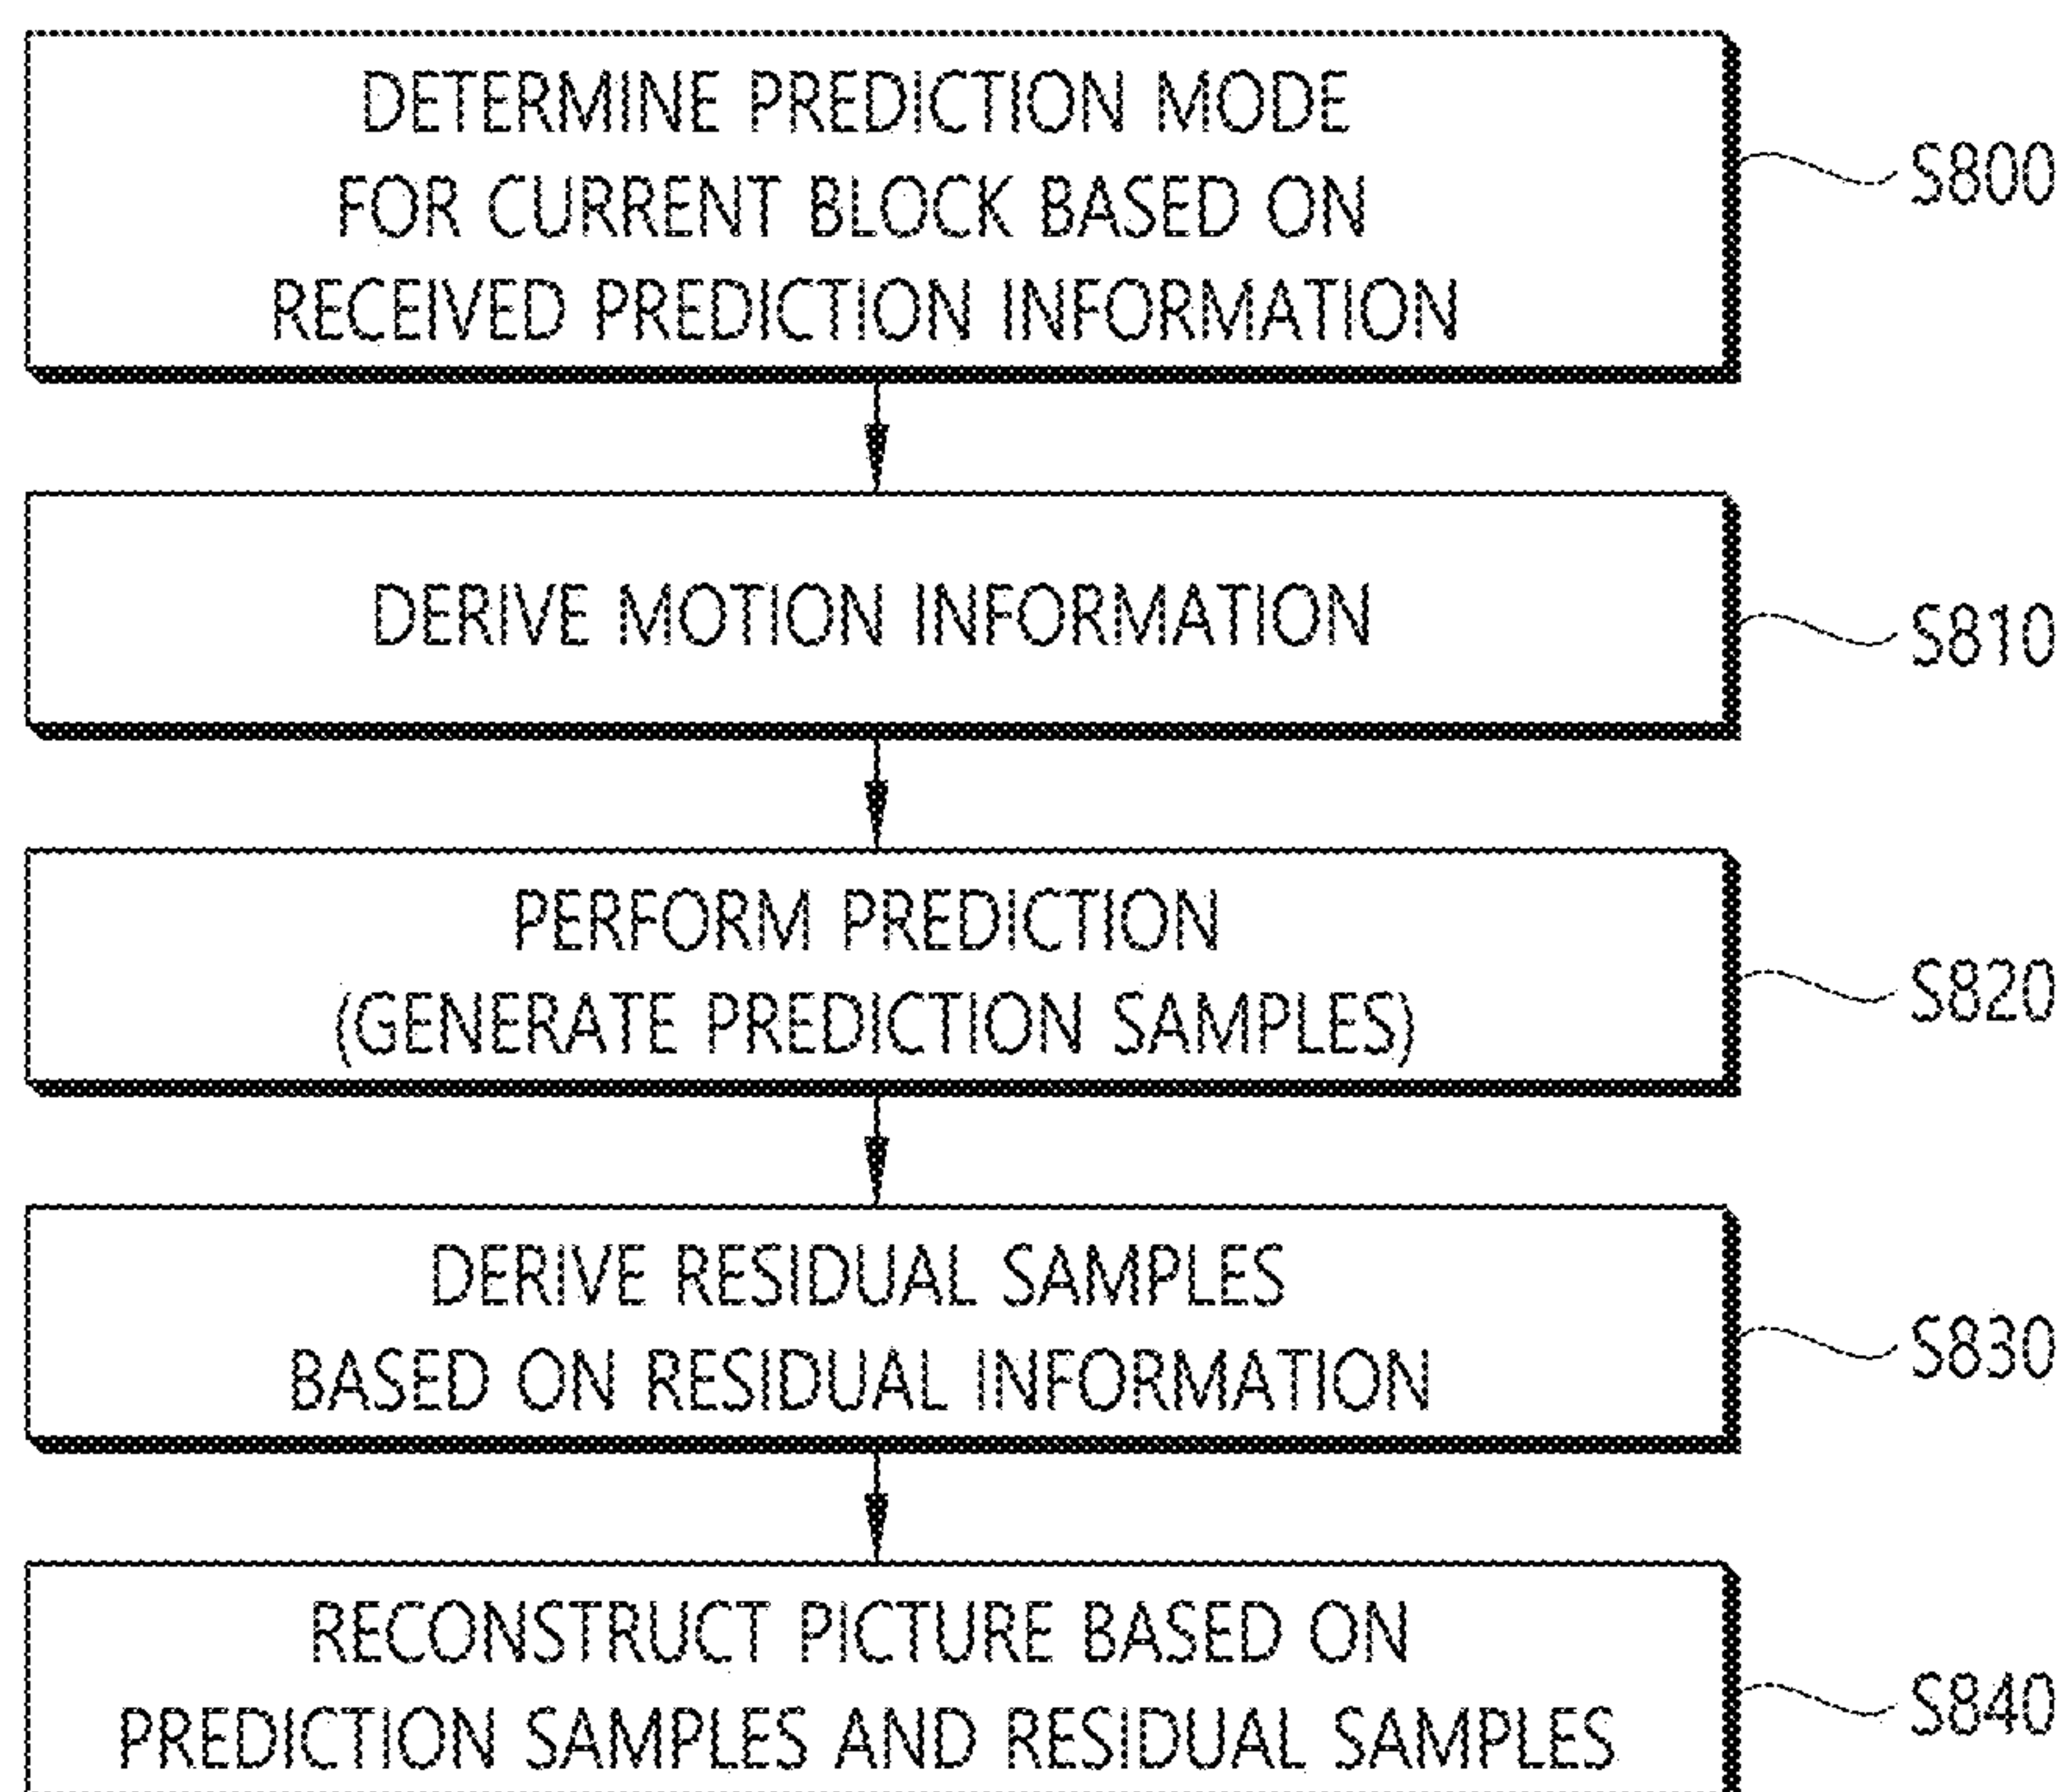 DETERMINE PREDICTION MODE
FOR CURRENT BLOCK BASED ON
RECEIVED PREDICTION INFORMATION
S800
DERIVE MOTION INFORMATION
S810
PERFORM PREDICTION
(GENERATE PREDICTION SAMPLES)
S820
DERIVE RESIDUAL SAMPLES
BASED ON RESIDUAL INFORMATION
S830
RECONSTRUCT PICTURE BASED ON
PREDICTION SAMPLES AND RESIDUAL SAMPLES
S840